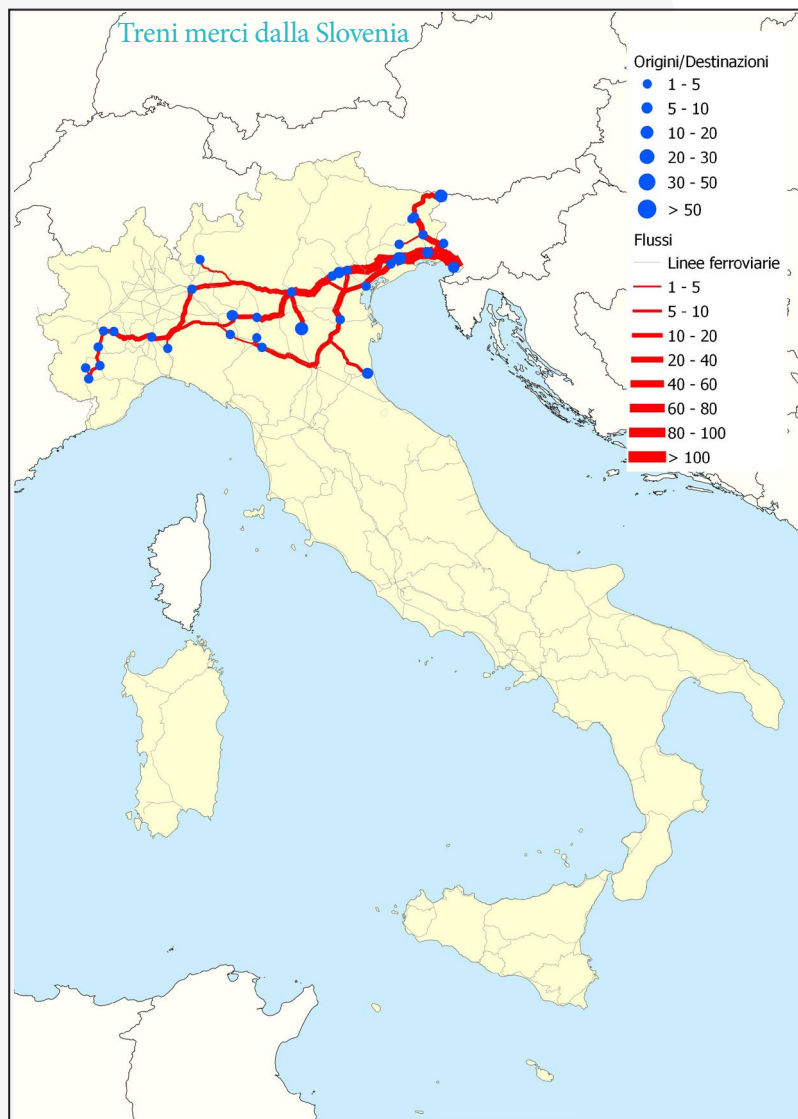 Treni merci dalla Slovenia
Origini/Destinazioni
1 - 5
5 - 10
10 - 20
20 - 30
30 - 50
> 50
Flussi
Linee ferroviarie
1 - 5
5 - 10
10 - 20
20 - 40
40 - 60
60 - 80
80 - 100
> 100